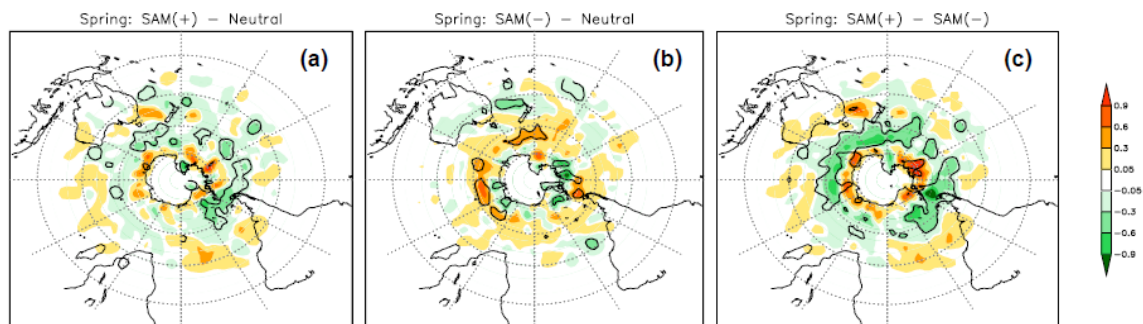 Spring: SAM(+) – Neutral
(a)
Spring: SAM(–) – Neutral
(b)
Spring: SAM(+) – SAM(–)
(c)
0.9
0.6
0.3
0.05
-0.05
-0.3
-0.6
-0.9